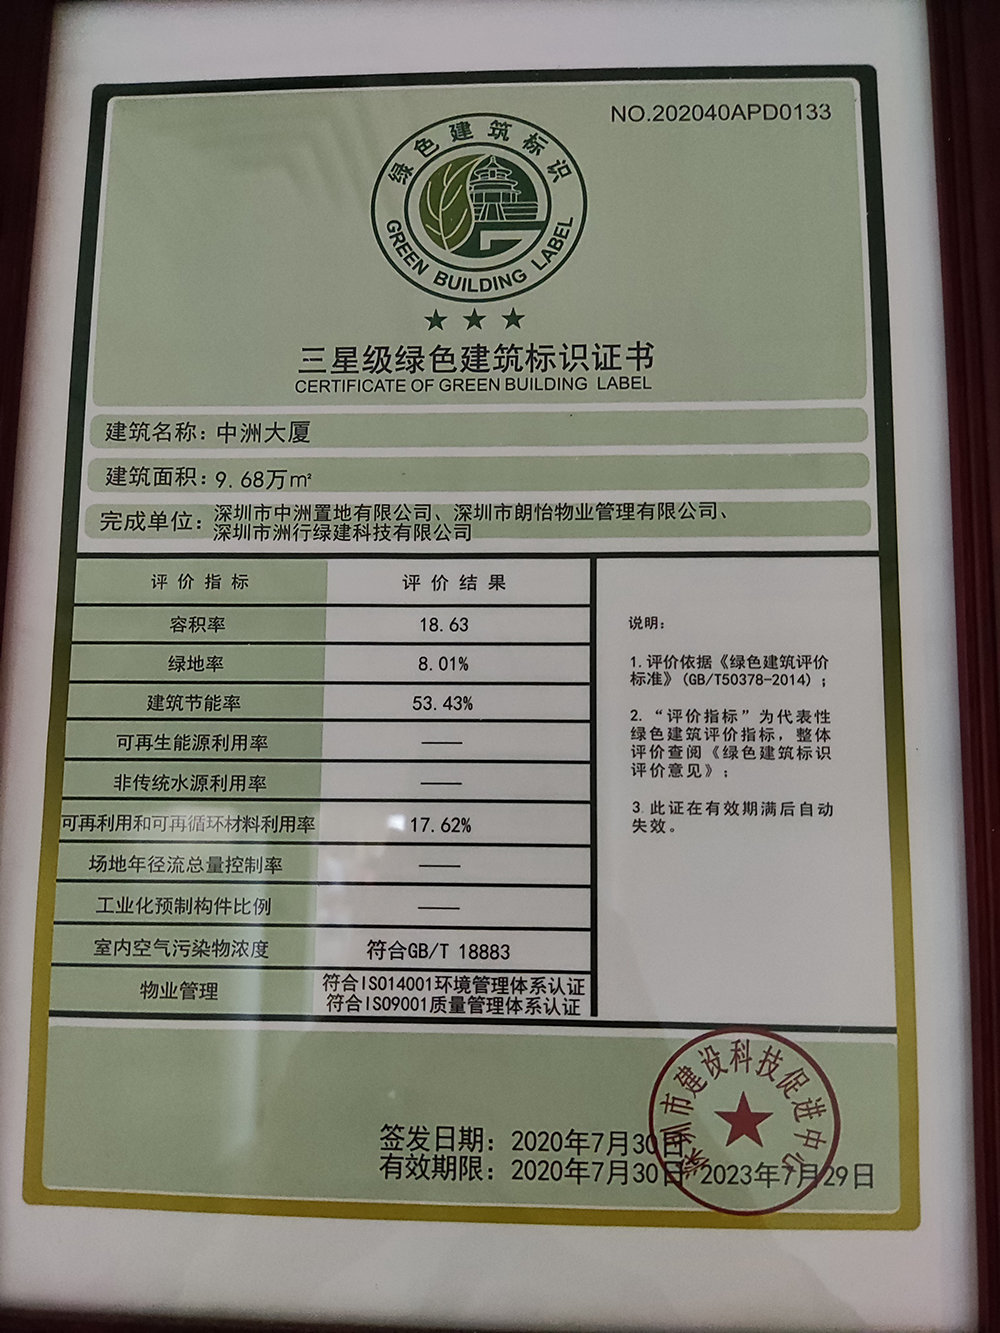 NO.202040APD0133
绿色建筑标识
GREEN BUILDING LABEL
三星级绿色建筑标识证书
CERTIFICATE OF GREEN BUILDING LABEL
建筑名称：中洲大厦
建筑面积：9.68万㎡
完成单位：深圳市中洲置地有限公司、深圳市朗怡物业管理有限公司、
深圳市洲行绿建科技有限公司
评价指标 评价结果
容积率 18.63
绿地率 8.01%
建筑节能率 53.43%
可再生能源利用率 ——
非传统水源利用率 ——
可再利用和可再循环材料利用率 17.62%
场地年径流总量控制率 ——
工业化预制构件比例 ——
室内空气污染物浓度 符合GB/T 18883
物业管理 符合ISO14001环境管理体系认证
符合ISO9001质量管理体系认证
说明：
1.评价依据《绿色建筑评价
标准》(GB/T50378-2014)；
2.“评价指标”为代表性
绿色建筑评价指标，整体
评价查阅《绿色建筑标识
评价意见》；
3.此证在有效期满后自动
失效。
深圳市建设科技促进中心
签发日期：2020年7月30日
有效期限：2020年7月30日-2023年7月29日